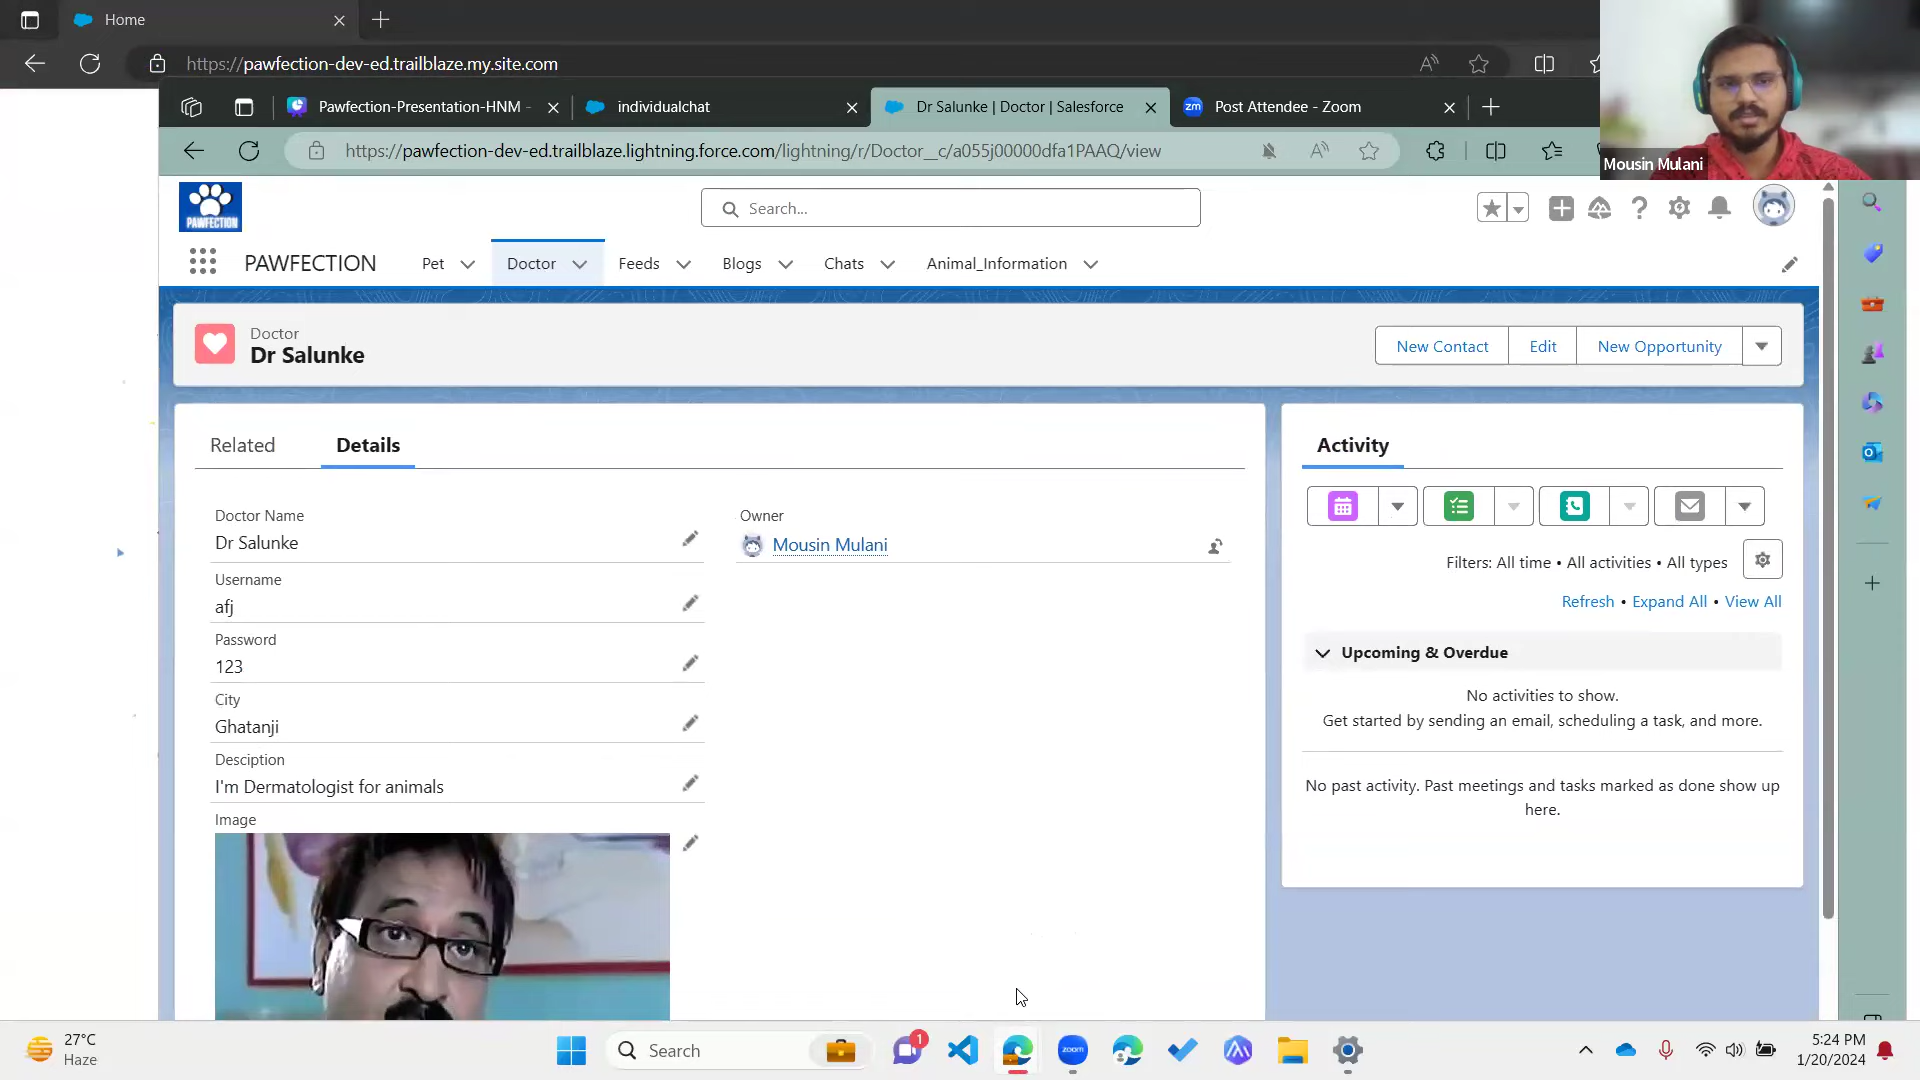 Home
https://pawfection-dev-ed.trailblaze.my.site.com
Pawfection-Presentation-HNM -
individualchat
Dr Salunke | Doctor | Salesforce
zm
Post Attendee - Zoom
https://pawfection-dev-ed.trailblaze.lightning.force.com/lightning/r/Doctor__c/a055j00000dfa1PAAQ/view
Mousin Mulani
PAWFECTION
Search...
PAWFECTION
Pet
Doctor
Feeds
Blogs
Chats
Animal_Information
Doctor
Dr Salunke
New Contact
Edit
New Opportunity
Related
Details
Activity
Doctor Name
Dr Salunke
Owner
Mousin Mulani
Username
afj
Password
123
City
Ghatanji
Desciption
I'm Dermatologist for animals
Image
Filters: All time • All activities • All types
Refresh • Expand All • View All
Upcoming & Overdue
No activities to show.
Get started by sending an email, scheduling a task, and more.
No past activity. Past meetings and tasks marked as done show up
here.
27°C
Haze
Search
1
zoom
5:24 PM
1/20/2024